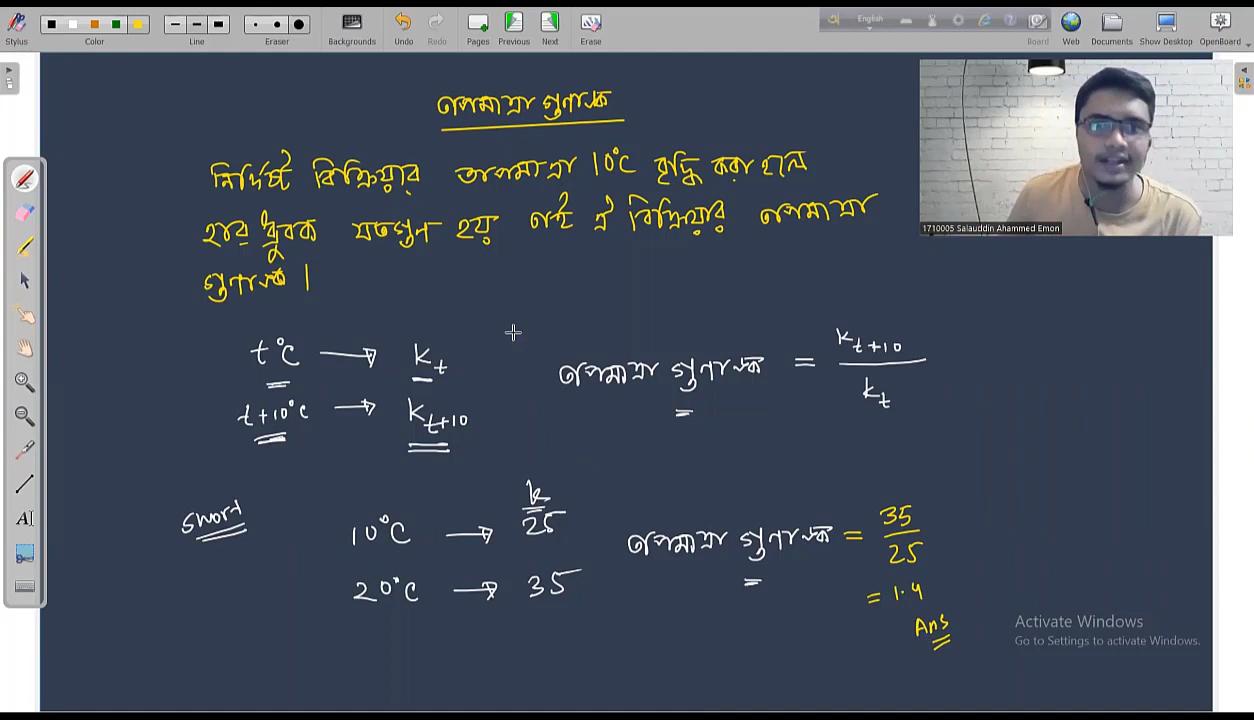 Stylus
Color
Line
Eraser
Backgrounds
Undo
Redo
Pages
Previous
Next
Erase
English
Board
Web
Documents
Show Desktop
OpenBoard
1710005 Salauddin Ahammed Emon
তাপমাত্রা গুণাঙ্ক
নির্দিষ্ট বিক্রিয়ার তাপমাত্রা 10°C বৃদ্ধি করা হলে
হার ধ্রুবক যতগুন হয় তাই ঐ বিক্রিয়ার তাপমাত্রা
গুণাঙ্ক।
t°C → kt
t+10°C → kt+10
তাপমাত্রা গুণাঙ্ক = kt+10 / kt
Short
k
10°C → 25
20°C → 35
তাপমাত্রা গুণাঙ্ক = 35 / 25
= 1.4
Ans
Activate Windows
Go to Settings to activate Windows.